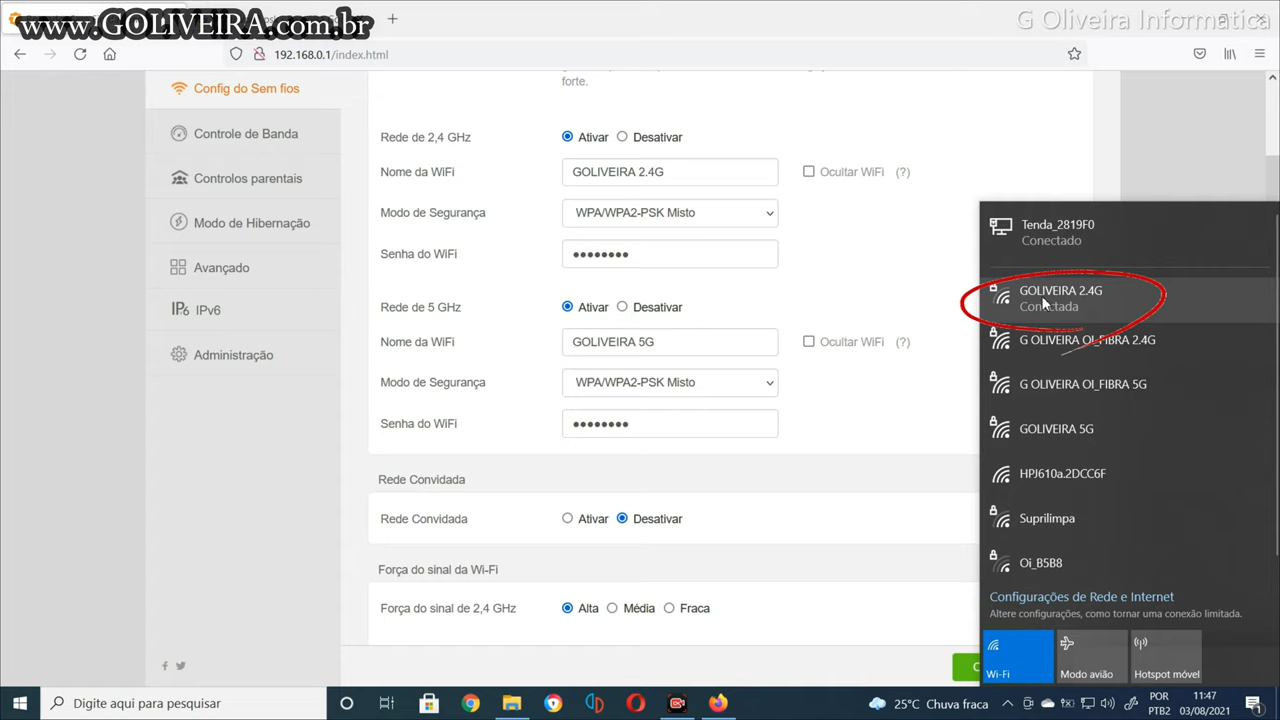 www.GOLIVEIRA.com.br
G Oliveira Informática
192.168.0.1/index.html
forte.
Config do Sem fios
Controle de Banda
Controlos parentais
Modo de Hibernação
Avançado
IPv6
Administração
Rede de 2,4 GHz
Ativar
Desativar
Nome da WiFi
GOLIVEIRA 2.4G
Ocultar WiFi (?)
Modo de Segurança
WPA/WPA2-PSK Misto
Senha do WiFi
••••••••
Rede de 5 GHz
Ativar
Desativar
Nome da WiFi
GOLIVEIRA 5G
Ocultar WiFi (?)
Modo de Segurança
WPA/WPA2-PSK Misto
Senha do WiFi
••••••••
Rede Convidada
Rede Convidada
Ativar
Desativar
Força do sinal da Wi-Fi
Força do sinal de 2,4 GHz
Alta
Média
Fraca
Tenda_2819F0
Conectado
GOLIVEIRA 2.4G
Conectada
G OLIVEIRA OI_FIBRA 2.4G
G OLIVEIRA OI_FIBRA 5G
GOLIVEIRA 5G
HPJ610a.2DCC6F
Suprilimpa
Oi_B5B8
Configurações de Rede e Internet
Altere configurações, como tornar uma conexão limitada.
Wi-Fi
Modo avião
Hotspot móvel
Digite aqui para pesquisar
25°C Chuva fraca
POR
PTB2
11:47
03/08/2021